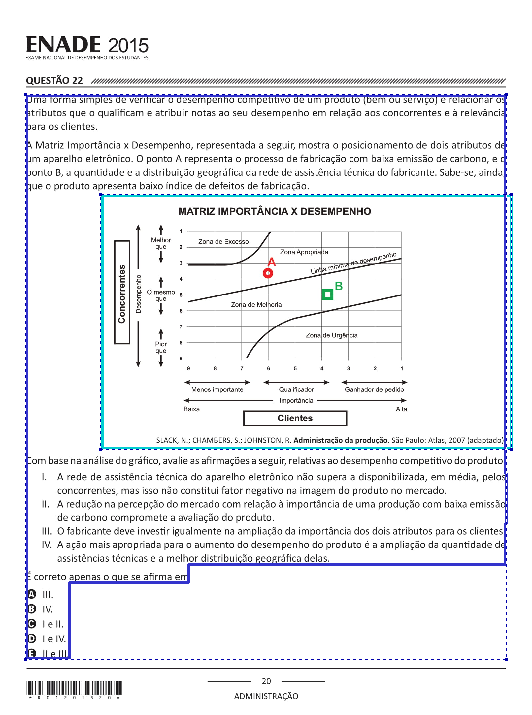 ENADE 2015
EXAME NACIONAL DE DESEMPENHO DOS ESTUDANTES
QUESTÃO 22
Uma forma simples de verificar o desempenho competitivo de um produto (bem ou serviço) é relacionar os
atributos que o qualificam e atribuir notas ao seu desempenho em relação aos concorrentes e à relevância
para os clientes.
A Matriz Importância x Desempenho, representada a seguir, mostra o posicionamento de dois atributos de
um aparelho eletrônico. O ponto A representa o processo de fabricação com baixa emissão de carbono, e o
ponto B, a quantidade e a distribuição geográfica da rede de assistência técnica do fabricante. Sabe-se, ainda,
que o produto apresenta baixo índice de defeitos de fabricação.
MATRIZ IMPORTÂNCIA X DESEMPENHO
Concorrentes
Desempenho
Melhor
que
O mesmo
que
Pior
que
1
2
3
4
5
6
7
8
9
Zona de Excesso
Zona Apropriada
A
Linha mínima do desempenho
B
Zona de Melhoria
Zona de Urgência
9 8 7 6 5 4 3 2 1
Menos importante Qualificador Ganhador de pedido
Importância
Baixa Alta
Clientes
SLACK, N.; CHAMBERS, S.; JOHNSTON, R. Administração da produção. São Paulo: Atlas, 2007 (adaptado).
Com base na análise do gráfico, avalie as afirmações a seguir, relativas ao desempenho competitivo do produto.
I. A rede de assistência técnica do aparelho eletrônico não supera a disponibilizada, em média, pelos
concorrentes, mas isso não constitui fator negativo na imagem do produto no mercado.
II. A redução na percepção do mercado com relação à importância de uma produção com baixa emissão
de carbono compromete a avaliação do produto.
III. O fabricante deve investir igualmente na ampliação da importância dos dois atributos para os clientes.
IV. A ação mais apropriada para o aumento do desempenho do produto é a ampliação da quantidade de
assistências técnicas e a melhor distribuição geográfica delas.
É correto apenas o que se afirma em
A III.
B IV.
C I e II.
D I e IV.
E II e III.
20
ADMINISTRAÇÃO